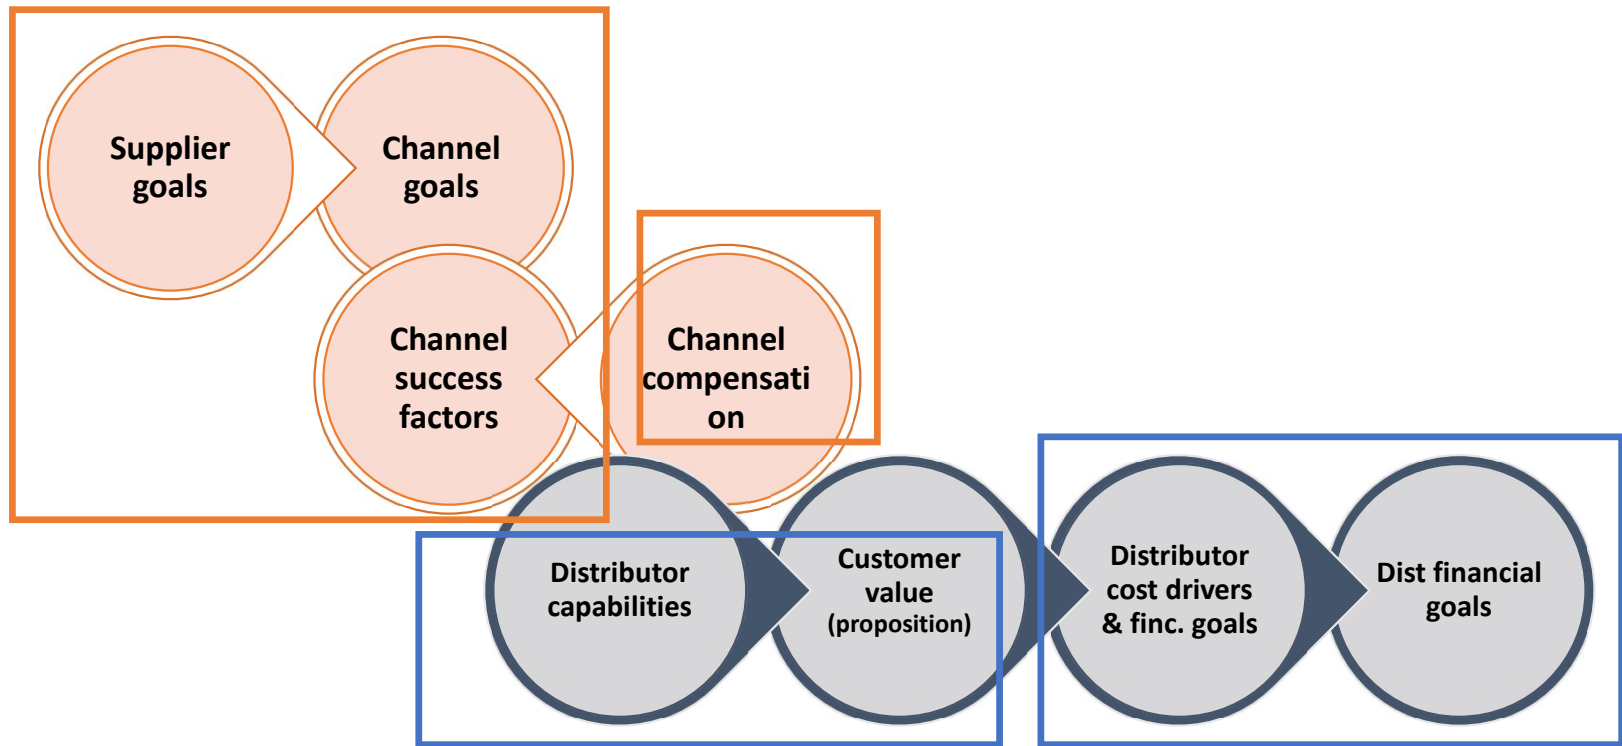 Supplier
goals
Channel
goals
Channel
success
factors
Channel
compensati
on
Distributor
capabilities
Customer
value
(proposition)
Distributor
cost drivers
& finc. goals
Dist financial
goals